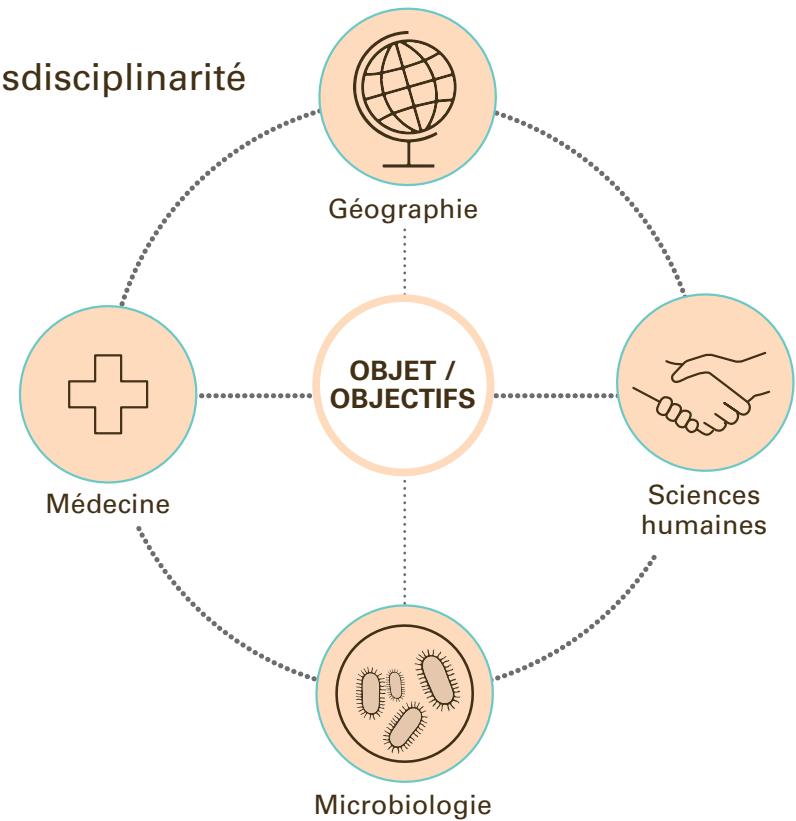 sdisciplinarité
Géographie
OBJET /
OBJECTIFS
Médecine
Sciences
humaines
Microbiologie